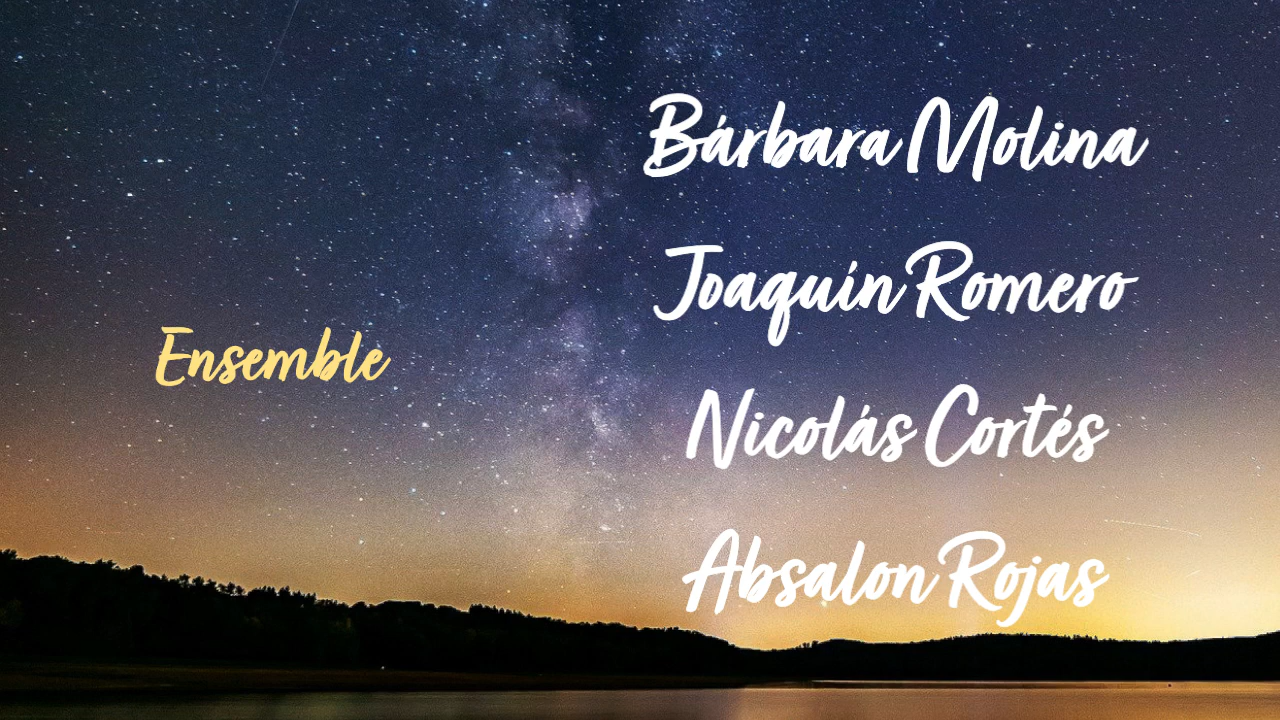 Ensemble
Bárbara Molina
Joaquín Romero
Nicolás Cortés
Absalon Rojas